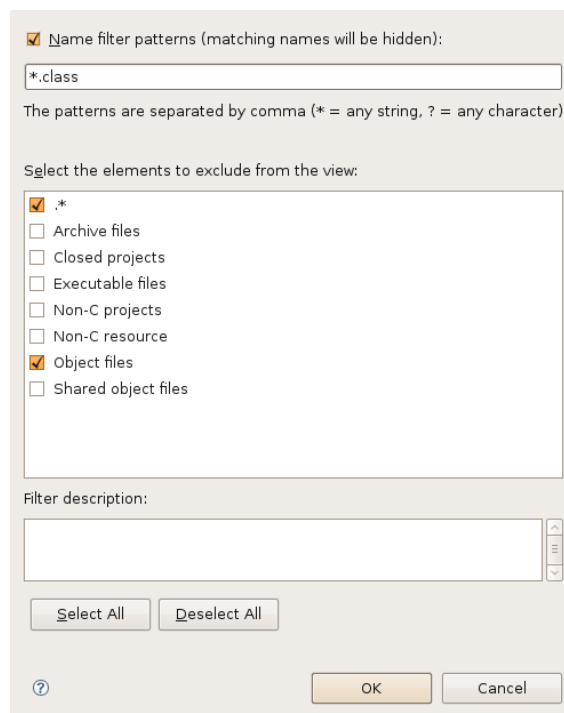 Name filter patterns (matching names will be hidden):
*.class
The patterns are separated by comma (* = any string, ? = any character)
Select the elements to exclude from the view:
.*
Archive files
Closed projects
Executable files
Non-C projects
Non-C resource
Object files
Shared object files
Filter description:
Select All Deselect All
? OK Cancel